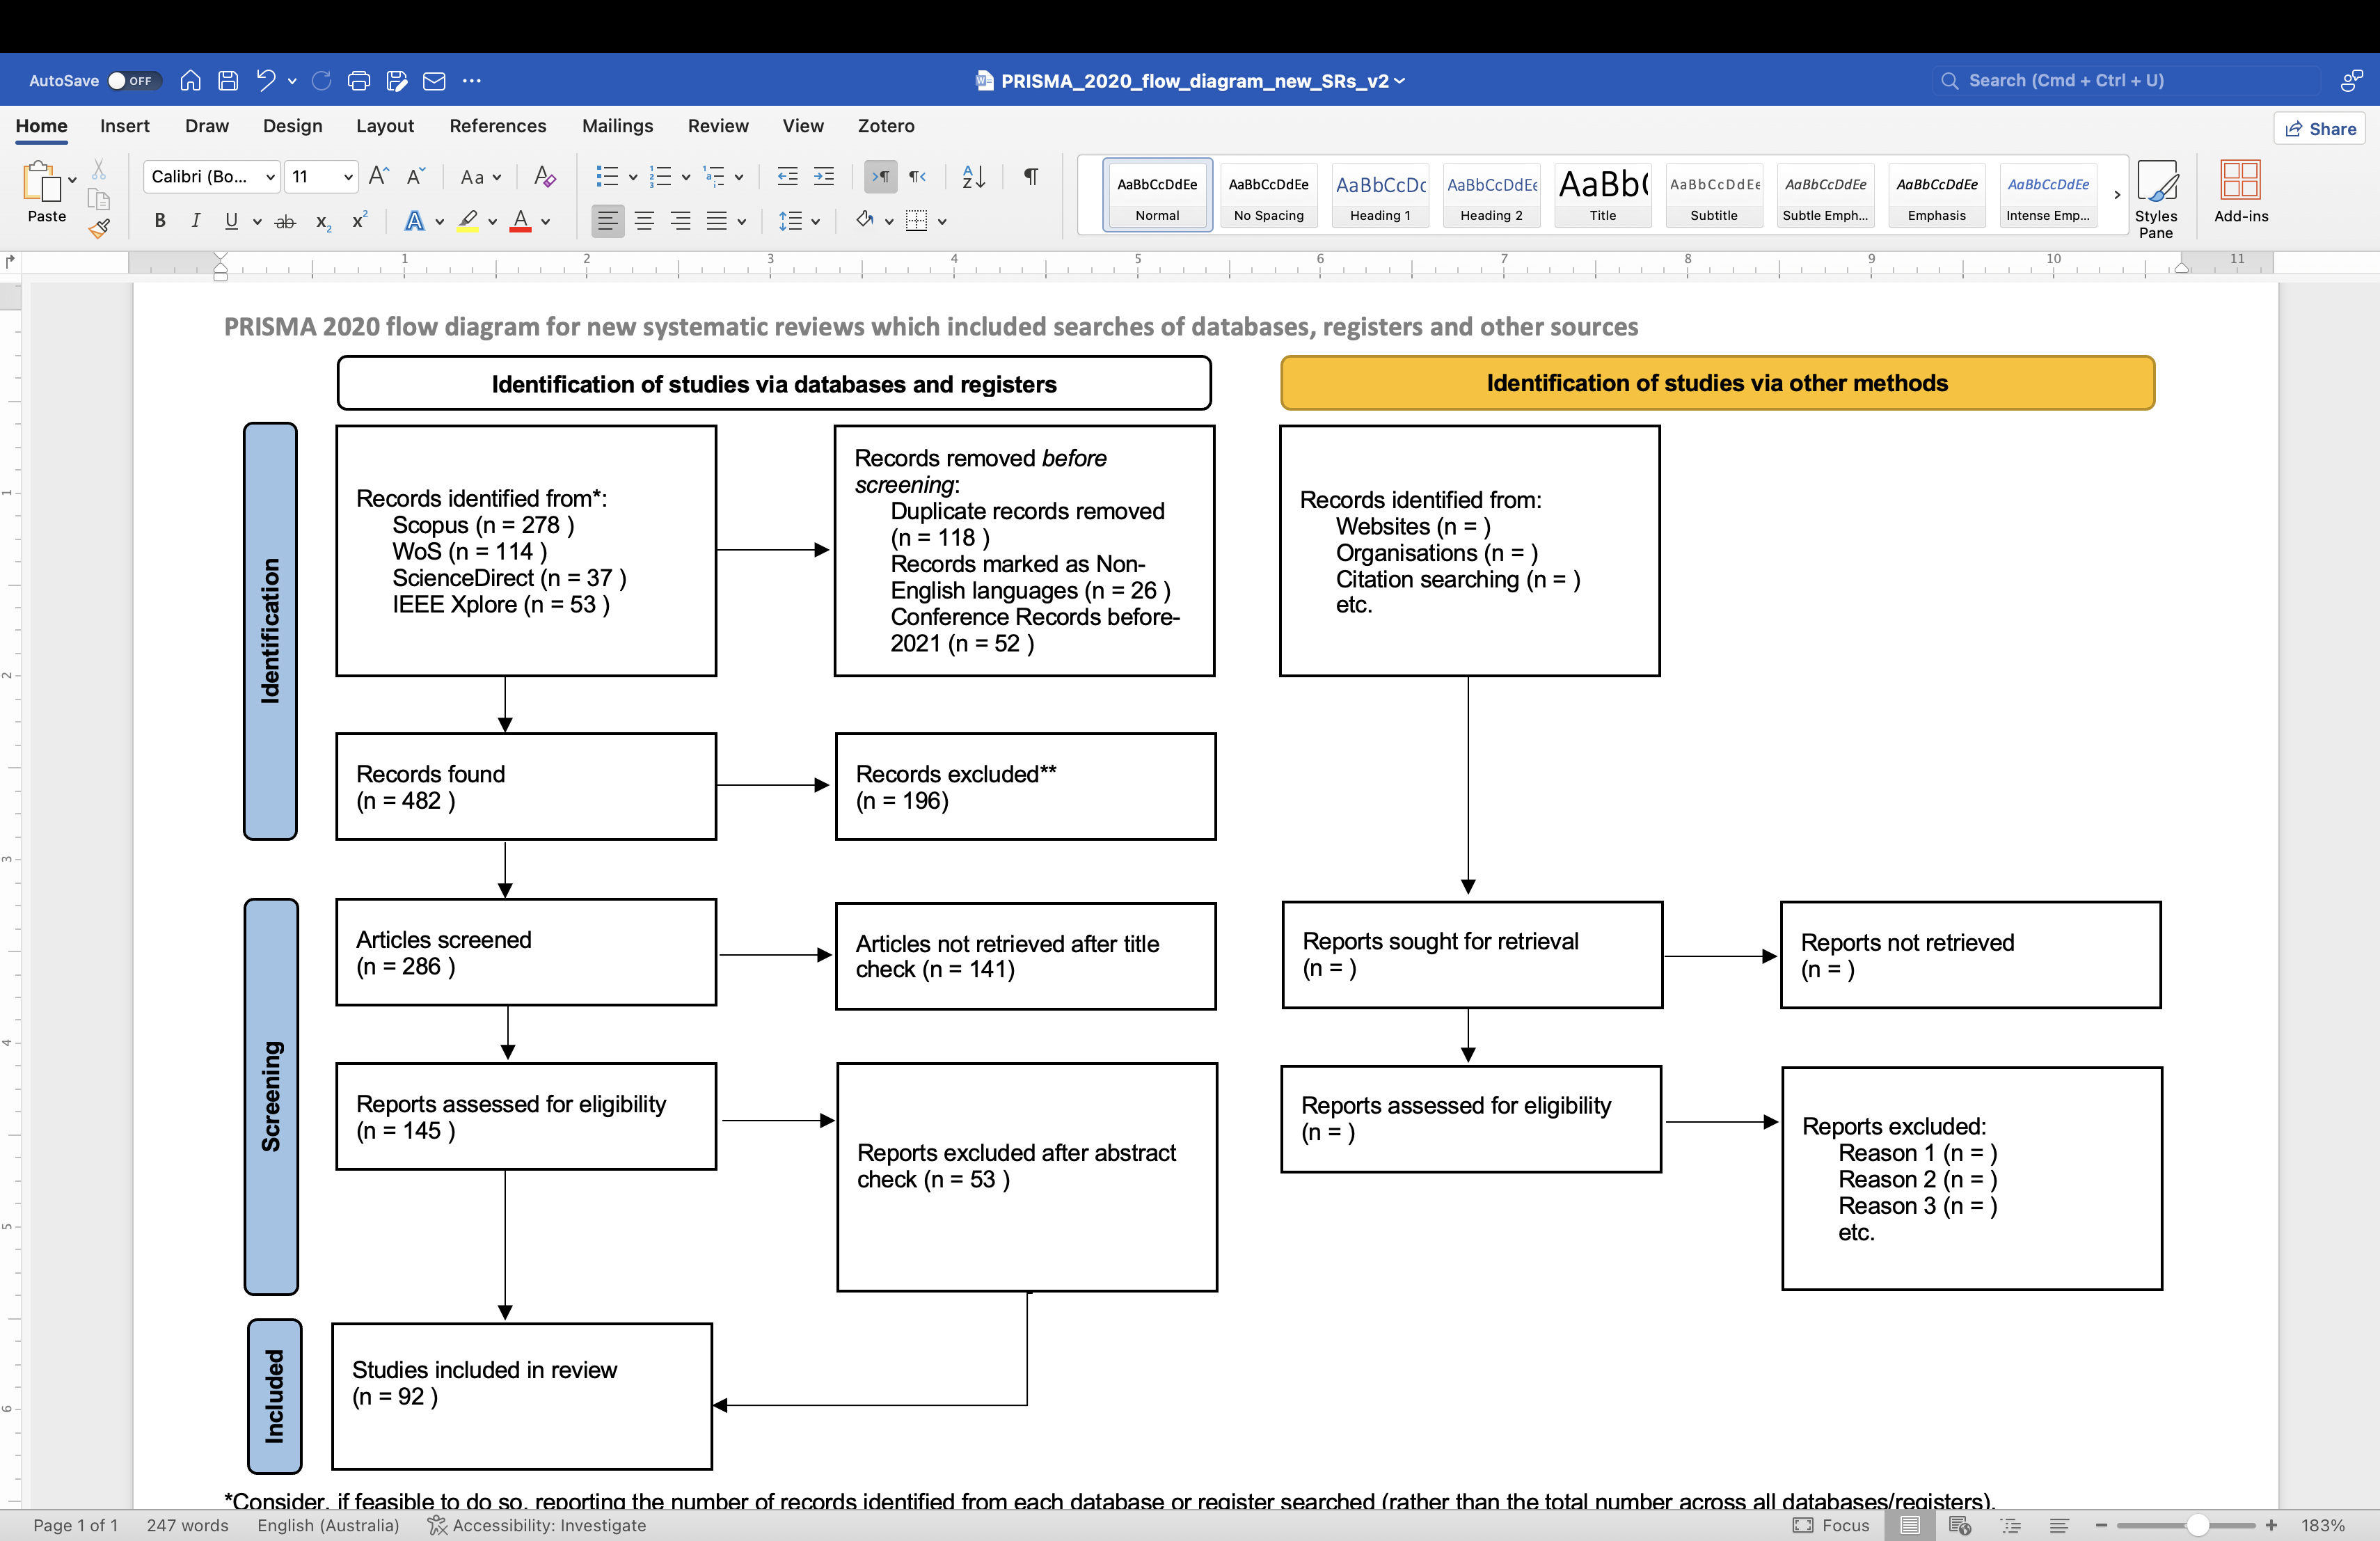 AutoSave OFF
PRISMA_2020_flow_diagram_new_SRs_v2
Search (Cmd + Ctrl + U)
Home Insert Draw Design Layout References Mailings Review View Zotero
Share
Paste
Calibri (Bo... 11
AaBbCcDdEe AaBbCcDdEe AaBbCcDc AaBbCcDdEe AaBb( AaBbCcDdEe AaBbCcDdEe AaBbCcDdEe AaBbCcDdEe
Normal No Spacing Heading 1 Heading 2 Title Subtitle Subtle Emph... Emphasis Intense Emp...
Styles
Pane
Add-ins
1 2 3 4 5 6 7 8 9 10 11
PRISMA 2020 flow diagram for new systematic reviews which included searches of databases, registers and other sources
Identification of studies via databases and registers
Identification of studies via other methods
Identification
Records identified from*:
Scopus (n = 278 )
WoS (n = 114 )
ScienceDirect (n = 37 )
IEEE Xplore (n = 53 )
Records removed before
screening:
Duplicate records removed
(n = 118 )
Records marked as Non-
English languages (n = 26 )
Conference Records before-
2021 (n = 52 )
Records identified from:
Websites (n = )
Organisations (n = )
Citation searching (n = )
etc.
Records found
(n = 482 )
Records excluded**
(n = 196)
Screening
Articles screened
(n = 286 )
Articles not retrieved after title
check (n = 141)
Reports sought for retrieval
(n = )
Reports not retrieved
(n = )
Reports assessed for eligibility
(n = 145 )
Reports excluded after abstract
check (n = 53 )
Reports assessed for eligibility
(n = )
Reports excluded:
Reason 1 (n = )
Reason 2 (n = )
Reason 3 (n = )
etc.
Included
Studies included in review
(n = 92 )
*Consider, if feasible to do so, reporting the number of records identified from each database or register searched (rather than the total number across all databases/registers).
Page 1 of 1 247 words English (Australia) Accessibility: Investigate Focus 183%